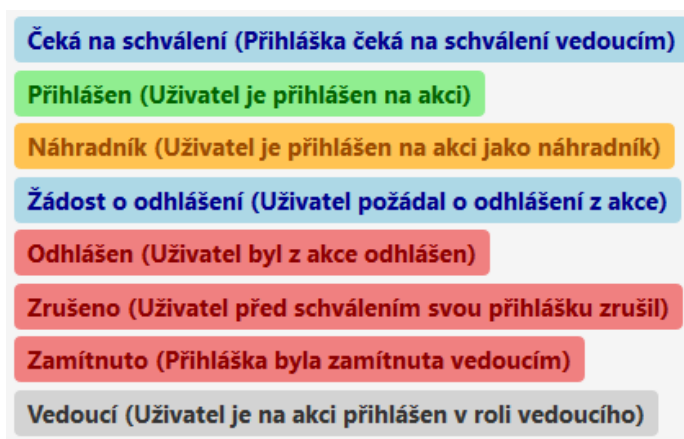 Čeká na schválení (Přihláška čeká na schválení vedoucím)
Přihlášen (Uživatel je přihlášen na akci)
Náhradník (Uživatel je přihlášen na akci jako náhradník)
Žádost o odhlášení (Uživatel požádal o odhlášení z akce)
Odhlášen (Uživatel byl z akce odhlášen)
Zrušeno (Uživatel před schválením svou přihlášku zrušil)
Zamítnuto (Přihláška byla zamítnuta vedoucím)
Vedoucí (Uživatel je na akci přihlášen v roli vedoucího)